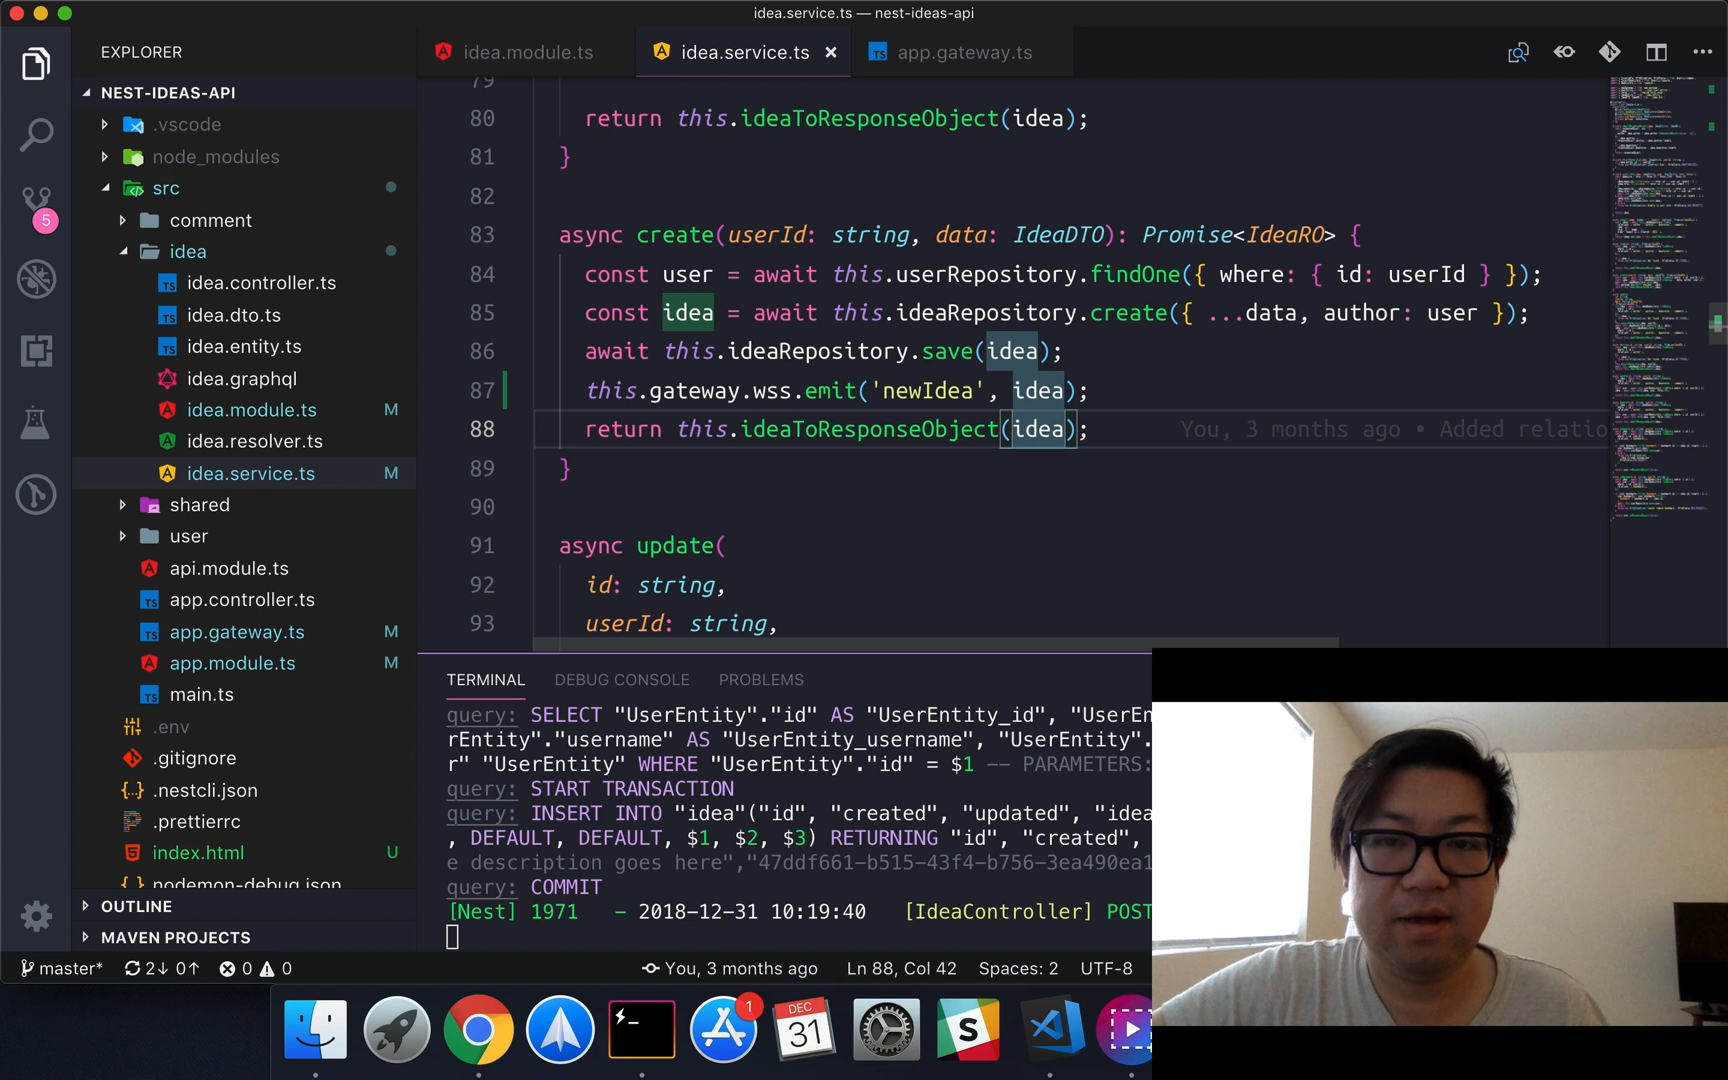 idea.service.ts — nest-ideas-api
EXPLORER
idea.module.ts
idea.service.ts
app.gateway.ts
NEST-IDEAS-API
.vscode
node_modules
src
comment
idea
idea.controller.ts
idea.dto.ts
idea.entity.ts
idea.graphql
idea.module.ts M
idea.resolver.ts
idea.service.ts M
shared
user
api.module.ts
app.controller.ts
app.gateway.ts M
app.module.ts M
main.ts
.env
.gitignore
.nestcli.json
.prettierrc
index.html U
nodemon-debug.json
OUTLINE
MAVEN PROJECTS
5
79
80 return this.ideaToResponseObject(idea);
81 }
82
83 async create(userId: string, data: IdeaDTO): Promise<IdeaRO> {
84 const user = await this.userRepository.findOne({ where: { id: userId } });
85 const idea = await this.ideaRepository.create({ ...data, author: user });
86 await this.ideaRepository.save(idea);
87 this.gateway.wss.emit('newIdea', idea);
88 return this.ideaToResponseObject(idea); You, 3 months ago • Added relatio
89 }
90
91 async update(
92 id: string,
93 userId: string,
TERMINAL DEBUG CONSOLE PROBLEMS
query: SELECT "UserEntity"."id" AS "UserEntity_id", "UserEn
rEntity"."username" AS "UserEntity_username", "UserEntity".
r" "UserEntity" WHERE "UserEntity"."id" = $1 -- PARAMETERS:
query: START TRANSACTION
query: INSERT INTO "idea"("id", "created", "updated", "idea
, DEFAULT, DEFAULT, $1, $2, $3) RETURNING "id", "created",
e description goes here","47ddf661-b515-43f4-b756-3ea490ea1
query: COMMIT
[Nest] 1971 - 2018-12-31 10:19:40 [IdeaController] POST
master* 2↓ 0↑ 0 0 You, 3 months ago Ln 88, Col 42 Spaces: 2 UTF-8
1
DEC
31
S